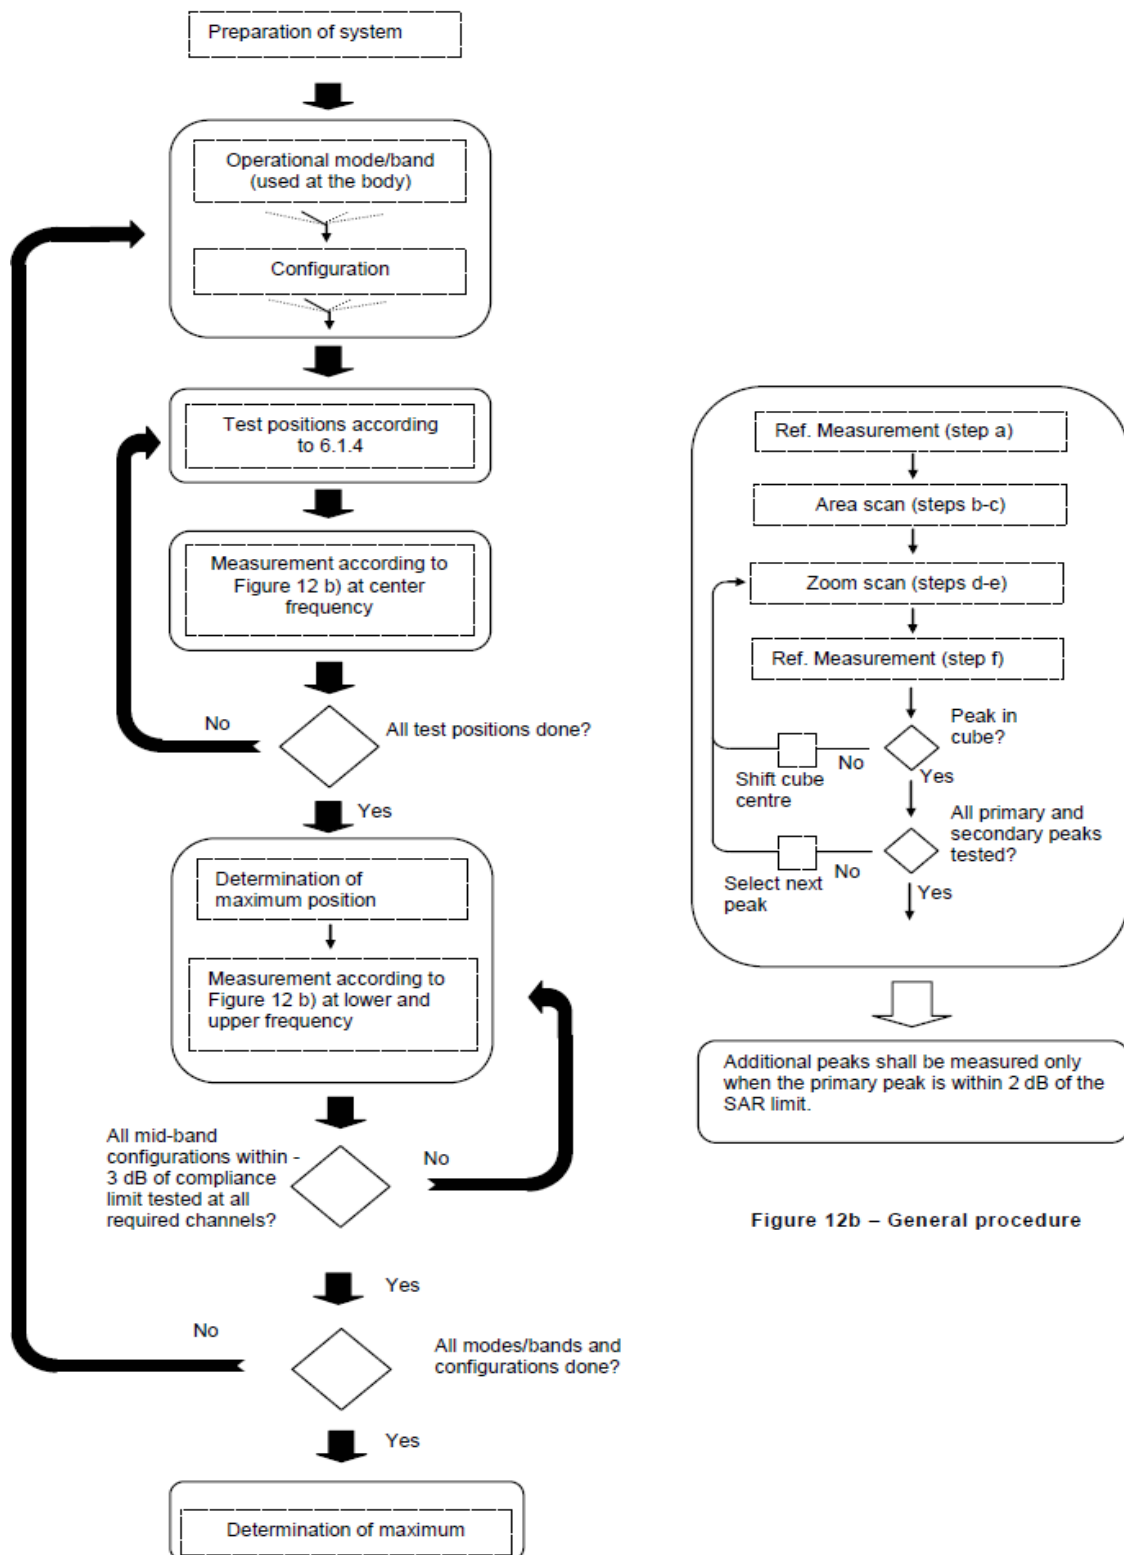 Preparation of system
Operational mode/band
(used at the body)
Configuration
Test positions according
to 6.1.4
Measurement according to
Figure 12 b) at center
frequency
No
All test positions done?
Yes
Determination of
maximum position
Measurement according to
Figure 12 b) at lower and
upper frequency
All mid-band
configurations within -
3 dB of compliance
limit tested at all
required channels?
No
Yes
No
All modes/bands and
configurations done?
Yes
Determination of maximum
Ref. Measurement (step a)
Area scan (steps b-c)
Zoom scan (steps d-e)
Ref. Measurement (step f)
Peak in
cube?
No
Shift cube
centre
Yes
All primary and
secondary peaks
tested?
No
Select next
peak
Yes
Additional peaks shall be measured only
when the primary peak is within 2 dB of the
SAR limit.
Figure 12b – General procedure